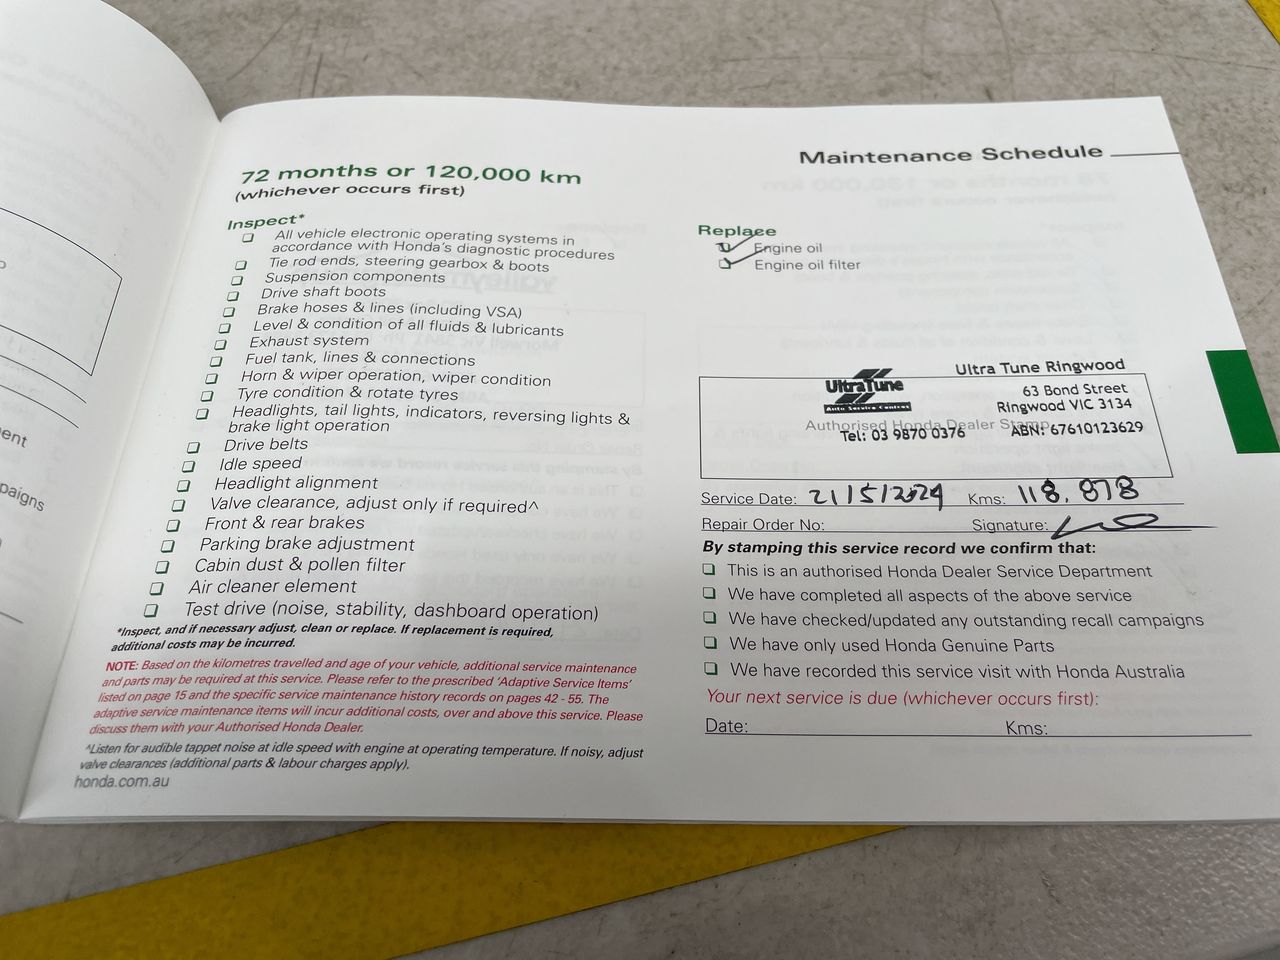 72 months or 120,000 km
(whichever occurs first)
Inspect*
All vehicle electronic operating systems in
accordance with Honda's diagnostic procedures
Tie rod ends, steering gearbox & boots
Suspension components
Drive shaft boots
Brake hoses & lines (including VSA)
Level & condition of all fluids & lubricants
Exhaust system
Fuel tank, lines & connections
Horn & wiper operation, wiper condition
Tyre condition & rotate tyres
Headlights, tail lights, indicators, reversing lights &
brake light operation
Drive belts
Idle speed
Headlight alignment
Valve clearance, adjust only if required^
Front & rear brakes
Parking brake adjustment
Cabin dust & pollen filter
Air cleaner element
Test drive (noise, stability, dashboard operation)
*Inspect, and if necessary adjust, clean or replace. If replacement is required,
additional costs may be incurred.
NOTE: Based on the kilometres travelled and age of your vehicle, additional service maintenance
and parts may be required at this service. Please refer to the prescribed 'Adaptive Service Items'
listed on page 15 and the specific service maintenance history records on pages 42 - 55. The
adaptive service maintenance items will incur additional costs, over and above this service. Please
discuss them with your Authorised Honda Dealer.
^Listen for audible tappet noise at idle speed with engine at operating temperature. If noisy, adjust
valve clearances (additional parts & labour charges apply).
honda.com.au
Maintenance Schedule
Replace
Engine oil
Engine oil filter
Ultra Tune Ringwood
UltraTune
Auto Service Centres
63 Bond Street
Ringwood VIC 3134
Authorised Honda Dealer Stamp
Tel: 03 9870 0376 ABN: 67610123629
Service Date: 21/5/2024 Kms: 118.878
Repair Order No: Signature:
By stamping this service record we confirm that:
This is an authorised Honda Dealer Service Department
We have completed all aspects of the above service
We have checked/updated any outstanding recall campaigns
We have only used Honda Genuine Parts
We have recorded this service visit with Honda Australia
Your next service is due (whichever occurs first):
Date: Kms:
ent
paigns